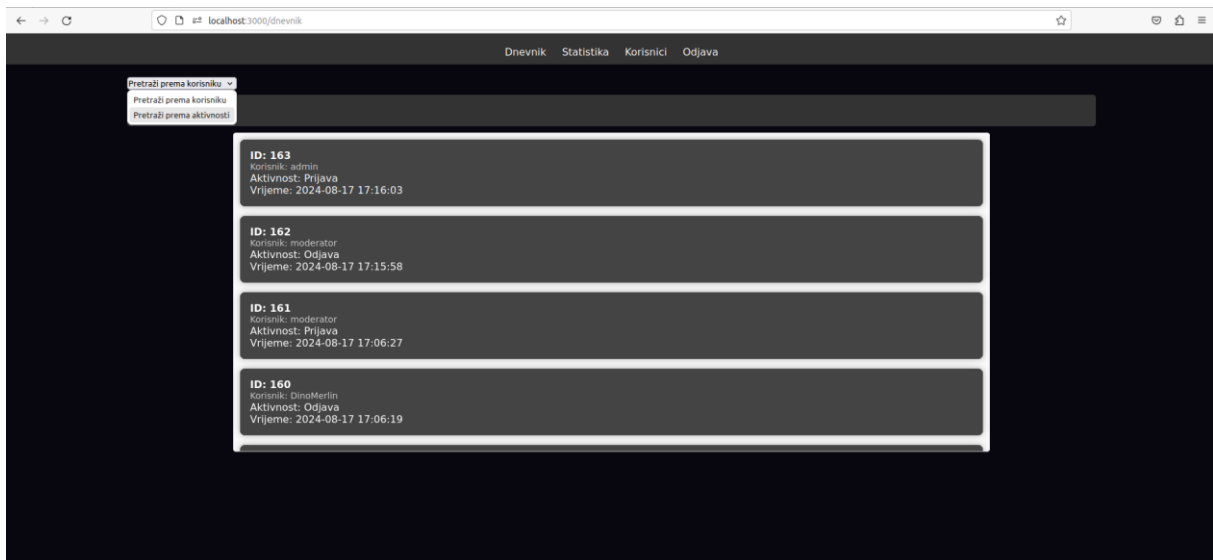 localhost:3000/dnevnik
Dnevnik Statistika Korisnici Odjava
Pretraži prema korisniku
Pretraži prema korisniku
Pretraži prema aktivnosti
ID: 163
Korisnik: admin
Aktivnost: Prijava
Vrijeme: 2024-08-17 17:16:03
ID: 162
Korisnik: moderator
Aktivnost: Odjava
Vrijeme: 2024-08-17 17:15:58
ID: 161
Korisnik: moderator
Aktivnost: Prijava
Vrijeme: 2024-08-17 17:06:27
ID: 160
Korisnik: DinoMerlin
Aktivnost: Odjava
Vrijeme: 2024-08-17 17:06:19